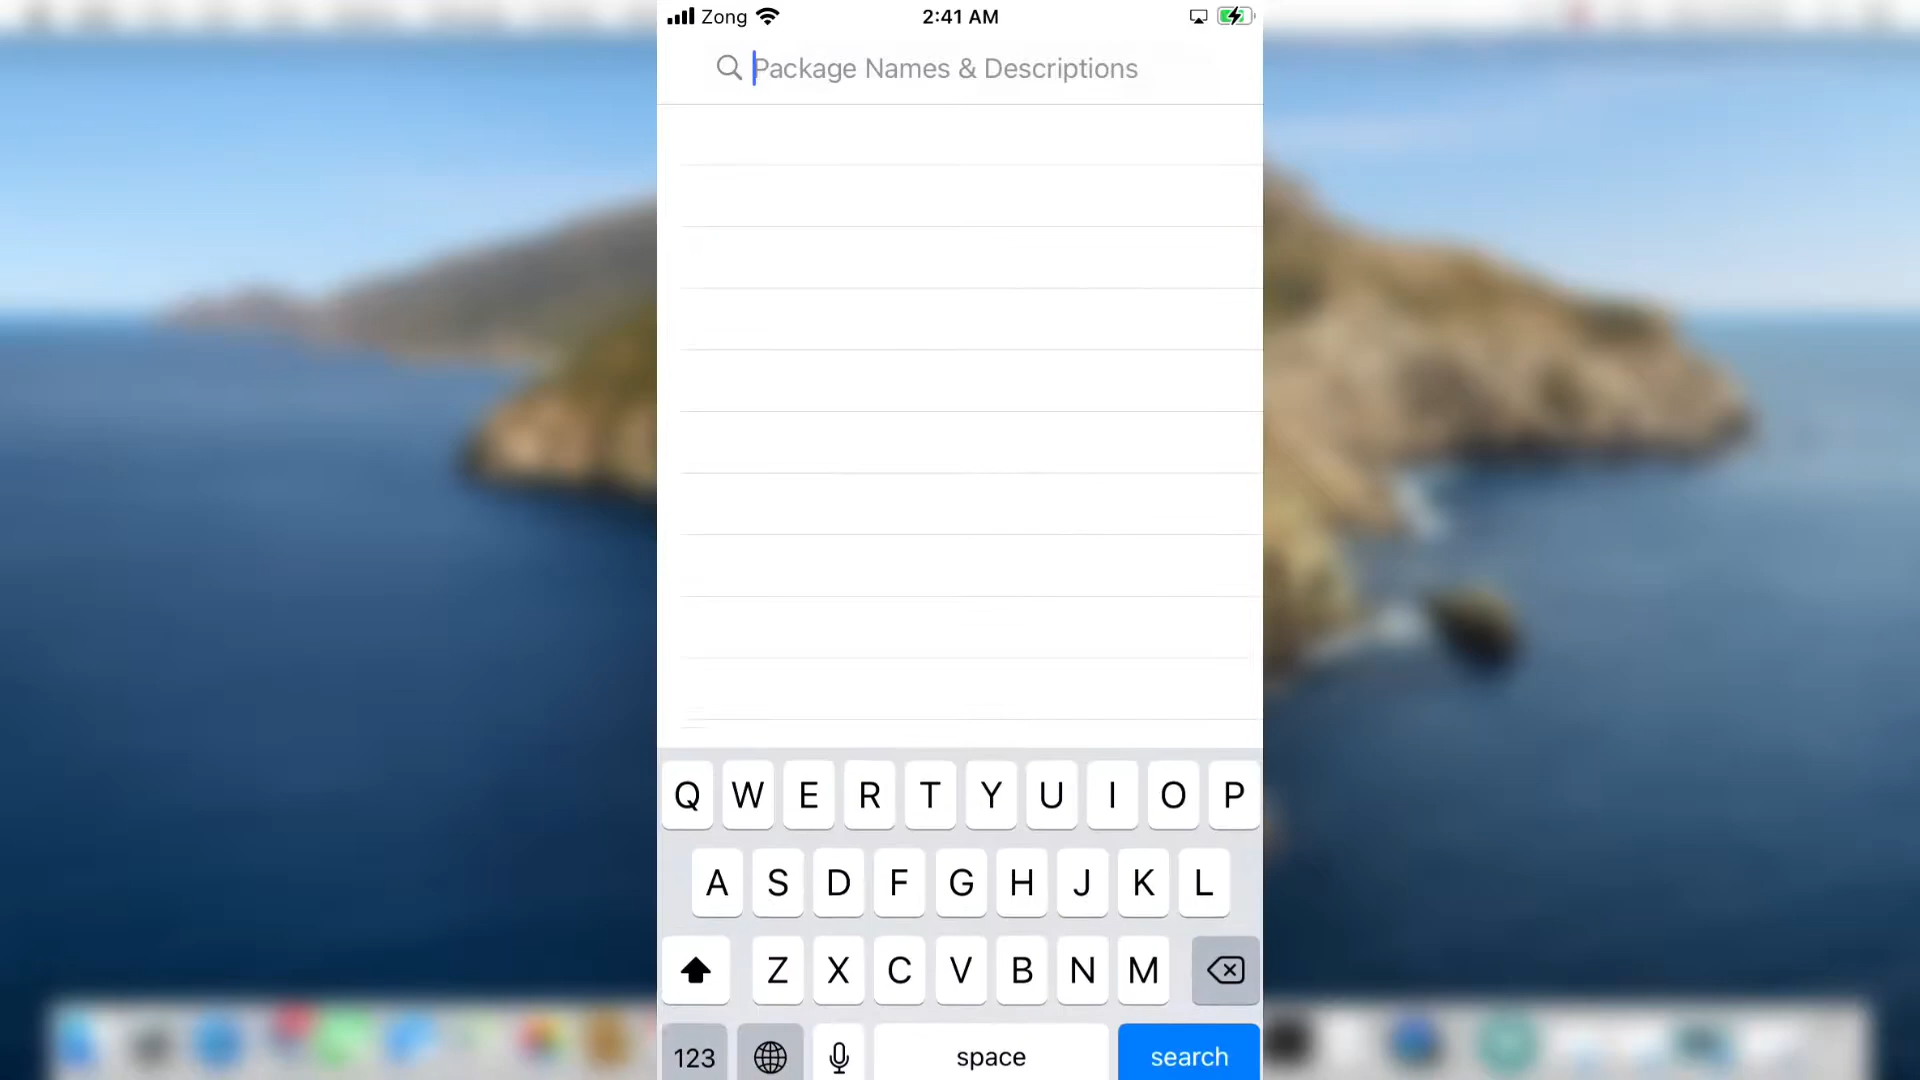 Zong
2:41 AM
Package Names & Descriptions
Q W E R T Y U I O P
A S D F G H J K L
Z X C V B N M
123 space search